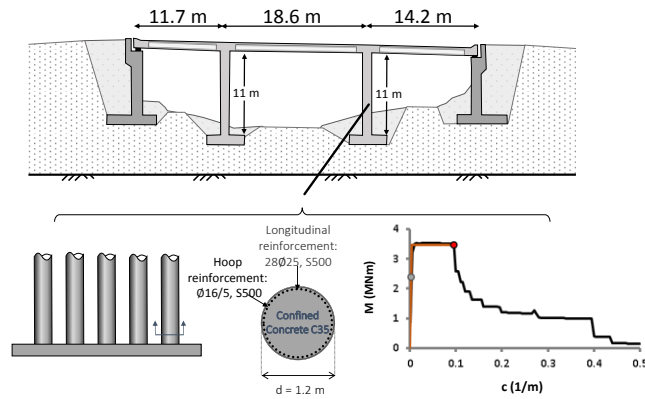 11.7 m 18.6 m 14.2 m
11 m
11 m
Longitudinal
reinforcement:
28Ø25, S500
Hoop
reinforcement:
Ø16/5, S500
Confined
Concrete C35
d = 1.2 m
M (MNm)
4
3
2
1
0
0 0.1 0.2 0.3 0.4 0.5
c (1/m)